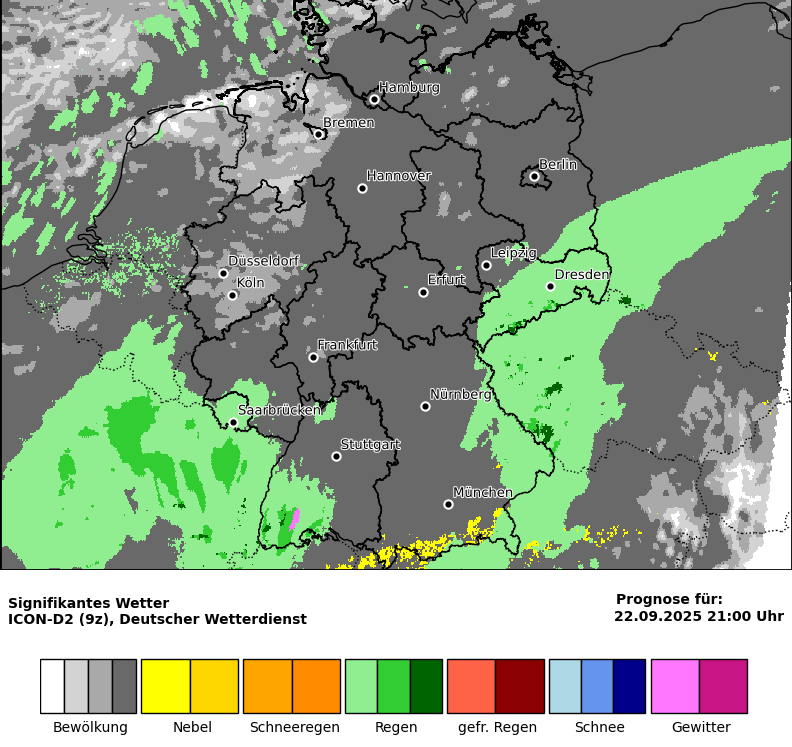 Hamburg
Bremen
Berlin
Hannover
Leipzig
Düsseldorf
Dresden
Köln
Erfurt
Frankfurt
Nürnberg
Saarbrücken
Stuttgart
München
Signifikantes Wetter
ICON-D2 (9z), Deutscher Wetterdienst
Prognose für:
22.09.2025 21:00 Uhr
Bewölkung Nebel Schneeregen Regen gefr. Regen Schnee Gewitter